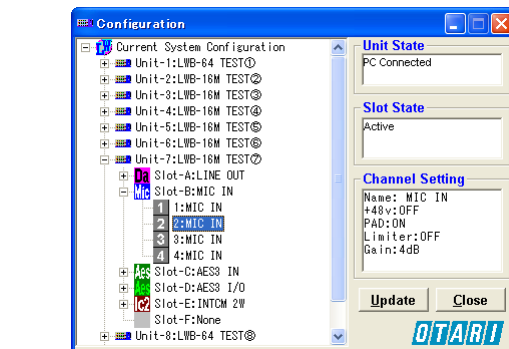 Configuration
Current System Configuration
Unit-1:LWB-64 TEST①
Unit-2:LWB-16M TEST②
Unit-3:LWB-16M TEST③
Unit-4:LWB-16M TEST④
Unit-5:LWB-16M TEST⑤
Unit-6:LWB-16M TEST⑥
Unit-7:LWB-16M TEST⑦
Da Slot-A:LINE OUT
Mic Slot-B:MIC IN
1 1:MIC IN
2 2:MIC IN
3 3:MIC IN
4 4:MIC IN
Aes Slot-C:AES3 IN
Aes Slot-D:AES3 I/O
Ic2 Slot-E:INTCM 2W
Slot-F:None
Unit-8:LWB-64 TEST⑧
Unit State
PC Connected
Slot State
Active
Channel Setting
Name: MIC IN
+48v:OFF
PAD:ON
Limiter:OFF
Gain:4dB
Update
Close
OTARI